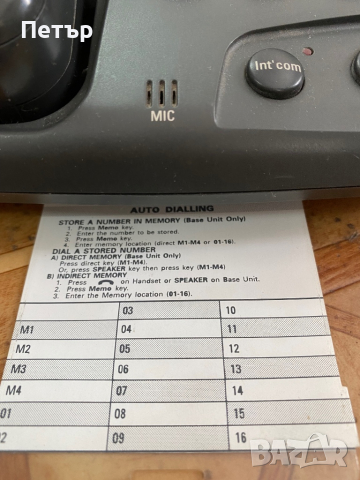 Петър
Int'com
MIC
AUTO DIALLING
STORE A NUMBER IN MEMORY (Base Unit Only)
1. Press Memo key.
2. Enter the number to be stored.
3. Press Memo key.
4. Enter memory location (direct M1-M4 or 01-16).
DIAL A STORED NUMBER
A) DIRECT MEMORY (Base Unit Only)
Press direct key (M1-M4)
Or, press SPEAKER key then press key (M1-M4)
B) INDIRECT MEMORY
1. Press on Handset or SPEAKER on Base Unit.
2. Press Memo key.
3. Enter the Memory location (01-16).
03 10
M1 04 11
M2 05 12
M3 06 13
M4 07 14
01 08 15
02 09 16
BAZAR